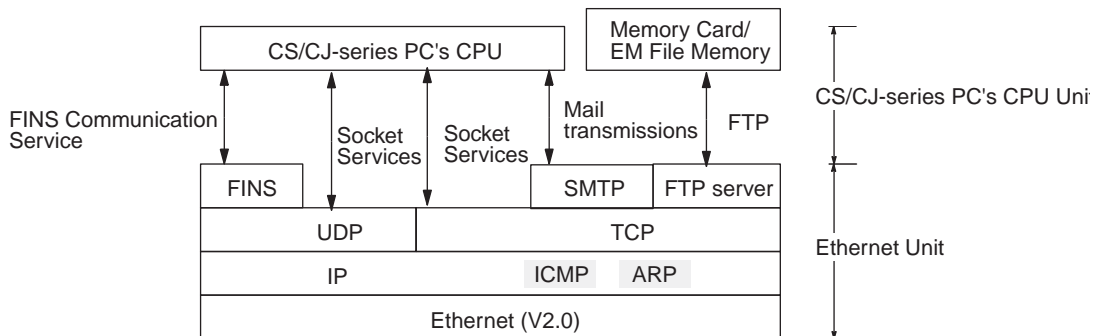 CS/CJ-series PC's CPU
Memory Card/
EM File Memory
CS/CJ-series PC's CPU Uni
FINS Communication
Service
Socket
Services
Socket
Services
Mail
transmissions
FTP
FINS
SMTP
FTP server
UDP
TCP
Ethernet Unit
IP
ICMP
ARP
Ethernet (V2.0)